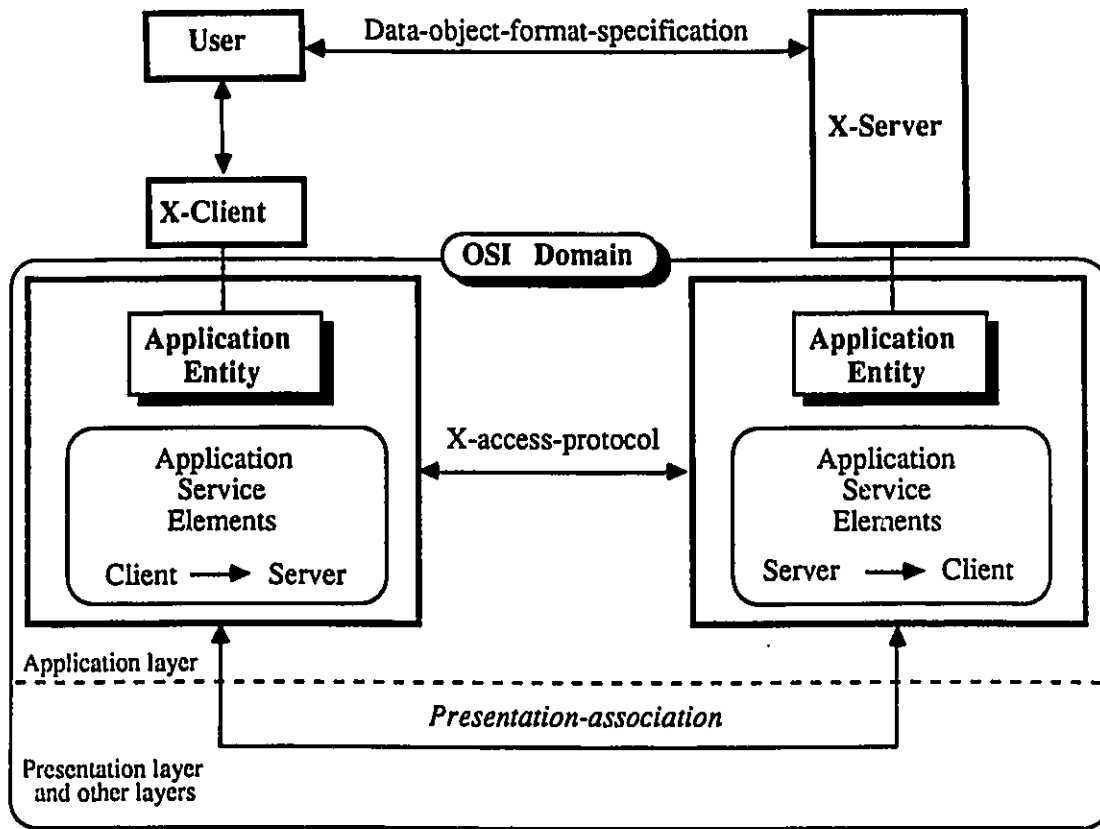 User
Data-object-format-specification
X-Server
X-Client
OSI Domain
Application
Entity
Application
Entity
X-access-protocol
Application
Service
Elements
Client Server
Application
Service
Elements
Server Client
Application layer
Presentation-association
Presentation layer
and other layers